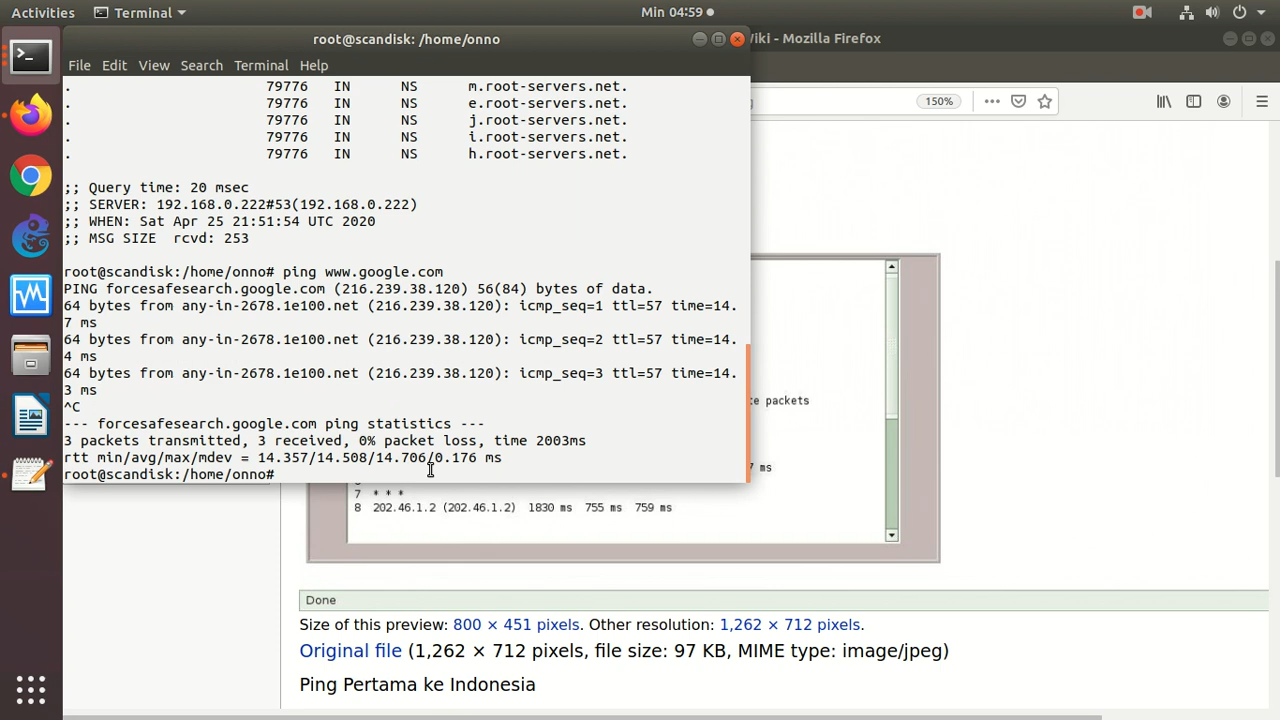 Activities
Terminal
Min 04:59
root@scandisk: /home/onno
Wiki - Mozilla Firefox
File Edit View Search Terminal Help
150%
. 79776 IN NS m.root-servers.net.
. 79776 IN NS e.root-servers.net.
. 79776 IN NS j.root-servers.net.
. 79776 IN NS i.root-servers.net.
. 79776 IN NS h.root-servers.net.
;; Query time: 20 msec
;; SERVER: 192.168.0.222#53(192.168.0.222)
;; WHEN: Sat Apr 25 21:51:54 UTC 2020
;; MSG SIZE  rcvd: 253
root@scandisk:/home/onno# ping www.google.com
PING forcesafesearch.google.com (216.239.38.120) 56(84) bytes of data.
64 bytes from any-in-2678.1e100.net (216.239.38.120): icmp_seq=1 ttl=57 time=14.
7 ms
64 bytes from any-in-2678.1e100.net (216.239.38.120): icmp_seq=2 ttl=57 time=14.
4 ms
64 bytes from any-in-2678.1e100.net (216.239.38.120): icmp_seq=3 ttl=57 time=14.
3 ms
^C
--- forcesafesearch.google.com ping statistics ---
3 packets transmitted, 3 received, 0% packet loss, time 2003ms
rtt min/avg/max/mdev = 14.357/14.508/14.706/0.176 ms
root@scandisk:/home/onno#
packets
7 ms
7 * * *
8 202.46.1.2 (202.46.1.2) 1830 ms 755 ms 759 ms
Done
Size of this preview: 800 × 451 pixels. Other resolution: 1,262 × 712 pixels.
Original file (1,262 × 712 pixels, file size: 97 KB, MIME type: image/jpeg)
Ping Pertama ke Indonesia